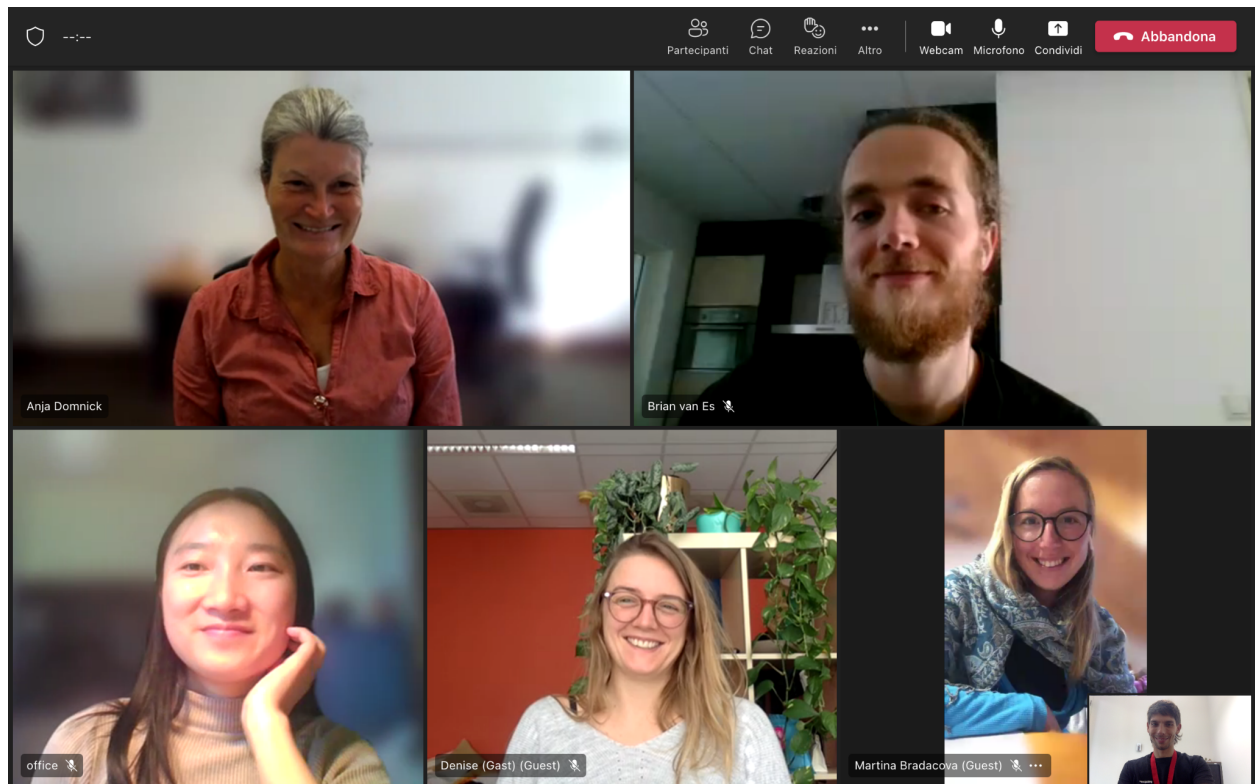 --:--
Partecipanti
Chat
Reazioni
Altro
Webcam
Microfono
Condividi
Abbandona
Anja Domnick
Brian van Es
office
Denise (Gast) (Guest)
Martina Bradacova (Guest)